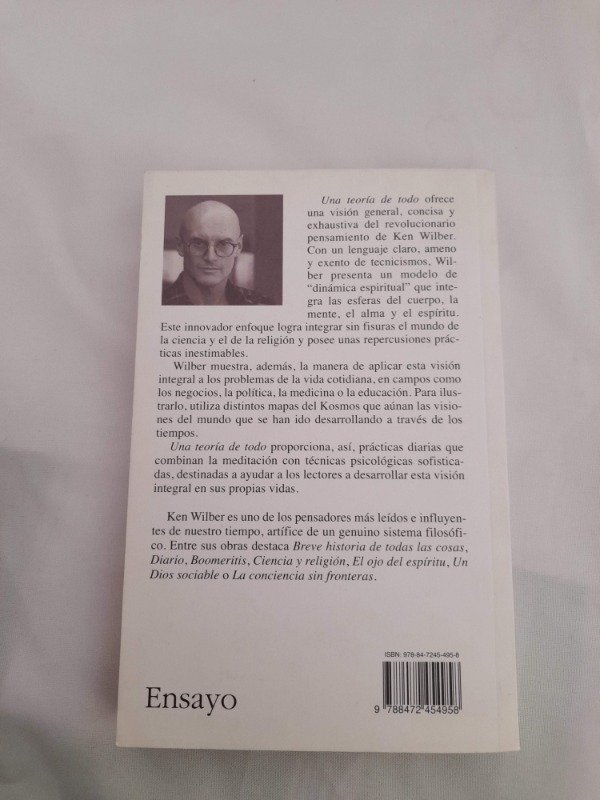 Una teoría de todo ofrece
una visión general, concisa y
exhaustiva del revolucionario
pensamiento de Ken Wilber.
Con un lenguaje claro, ameno
y exento de tecnicismos, Wil-
ber presenta un modelo de
“dinámica espiritual” que inte-
gra las esferas del cuerpo, la
mente, el alma y el espíritu.
Este innovador enfoque logra integrar sin fisuras el mundo de
la ciencia y el de la religión y posee unas repercusiones prác-
ticas inestimables.
Wilber muestra, además, la manera de aplicar esta visión
integral a los problemas de la vida cotidiana, en campos como
los negocios, la política, la medicina o la educación. Para ilus-
trarlo, utiliza distintos mapas del Kosmos que aúnan las visio-
nes del mundo que se han ido desarrollando a través de los
tiempos.
Una teoría de todo proporciona, así, prácticas diarias que
combinan la meditación con técnicas psicológicas sofistica-
das, destinadas a ayudar a los lectores a desarrollar esta visión
integral en sus propias vidas.
Ken Wilber es uno de los pensadores más leídos e influyen-
tes de nuestro tiempo, artífice de un genuino sistema filosófi-
co. Entre sus obras destaca Breve historia de todas las cosas,
Diario, Boomeritis, Ciencia y religión, El ojo del espíritu, Un
Dios sociable o La conciencia sin fronteras.
ISBN: 978-84-7245-495-8
Ensayo
9 788472 454958